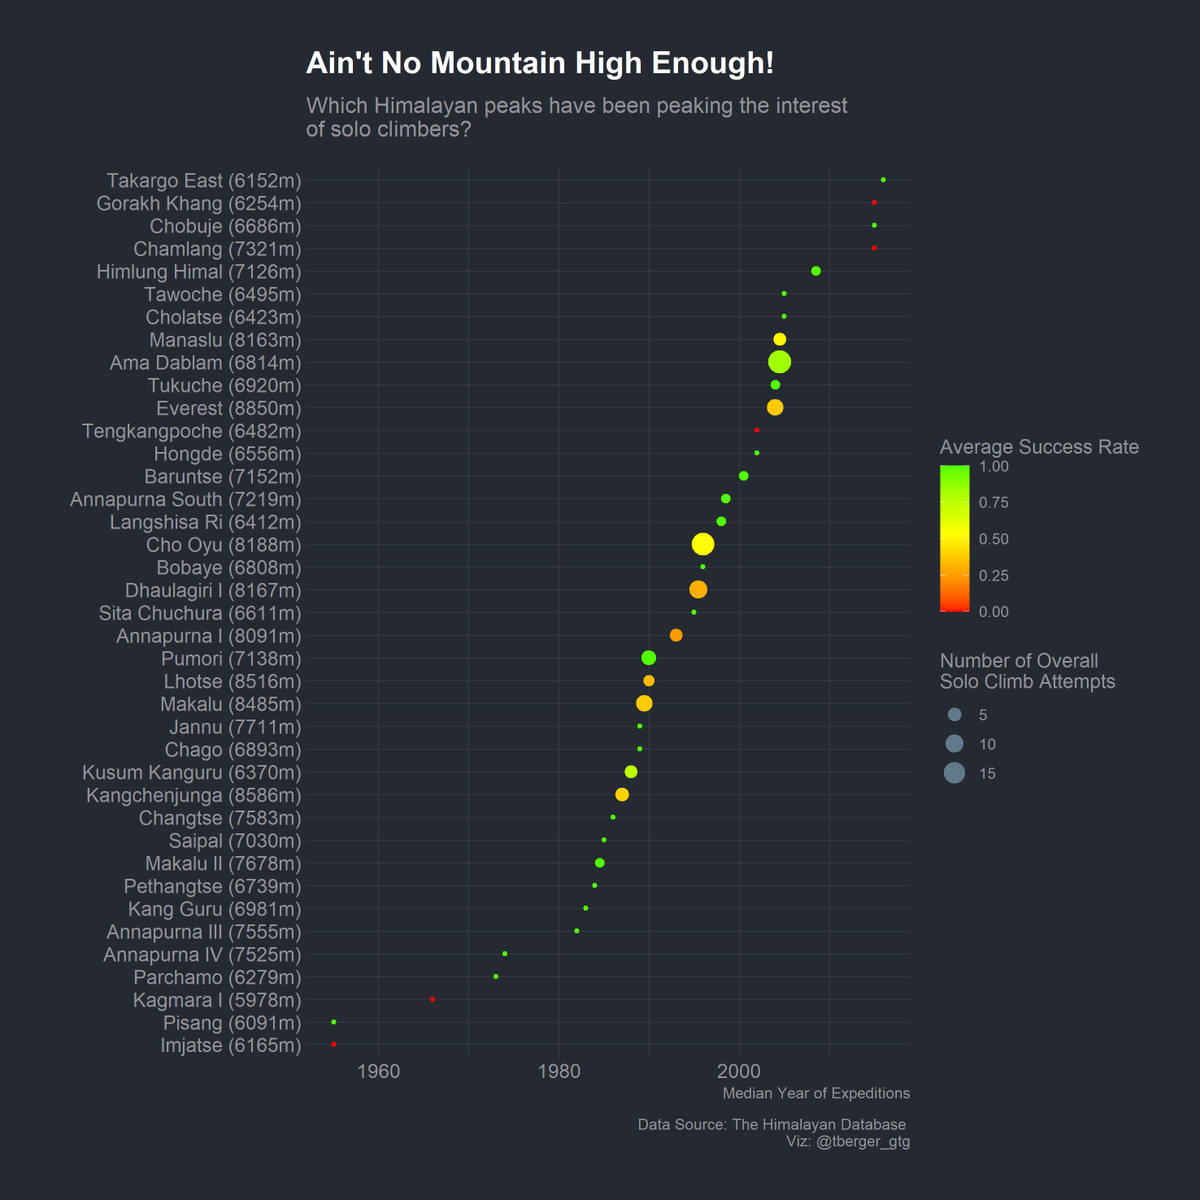 Ain't No Mountain High Enough!
Which Himalayan peaks have been peaking the interest
of solo climbers?
Takargo East (6152m)
Gorakh Khang (6254m)
Chobuje (6686m)
Chamlang (7321m)
Himlung Himal (7126m)
Tawoche (6495m)
Cholatse (6423m)
Manaslu (8163m)
Ama Dablam (6814m)
Tukuche (6920m)
Everest (8850m)
Tengkangpoche (6482m)
Hongde (6556m)
Baruntse (7152m)
Annapurna South (7219m)
Langshisa Ri (6412m)
Cho Oyu (8188m)
Bobaye (6808m)
Dhaulagiri I (8167m)
Sita Chuchura (6611m)
Annapurna I (8091m)
Pumori (7138m)
Lhotse (8516m)
Makalu (8485m)
Jannu (7711m)
Chago (6893m)
Kusum Kanguru (6370m)
Kangchenjunga (8586m)
Changtse (7583m)
Saipal (7030m)
Makalu II (7678m)
Pethangtse (6739m)
Kang Guru (6981m)
Annapurna III (7555m)
Annapurna IV (7525m)
Parchamo (6279m)
Kagmara I (5978m)
Pisang (6091m)
Imjatse (6165m)
1960 1980 2000
Median Year of Expeditions
Average Success Rate
1.00
0.75
0.50
0.25
0.00
Number of Overall
Solo Climb Attempts
5
10
15
Data Source: The Himalayan Database
Viz: @tberger_gtg